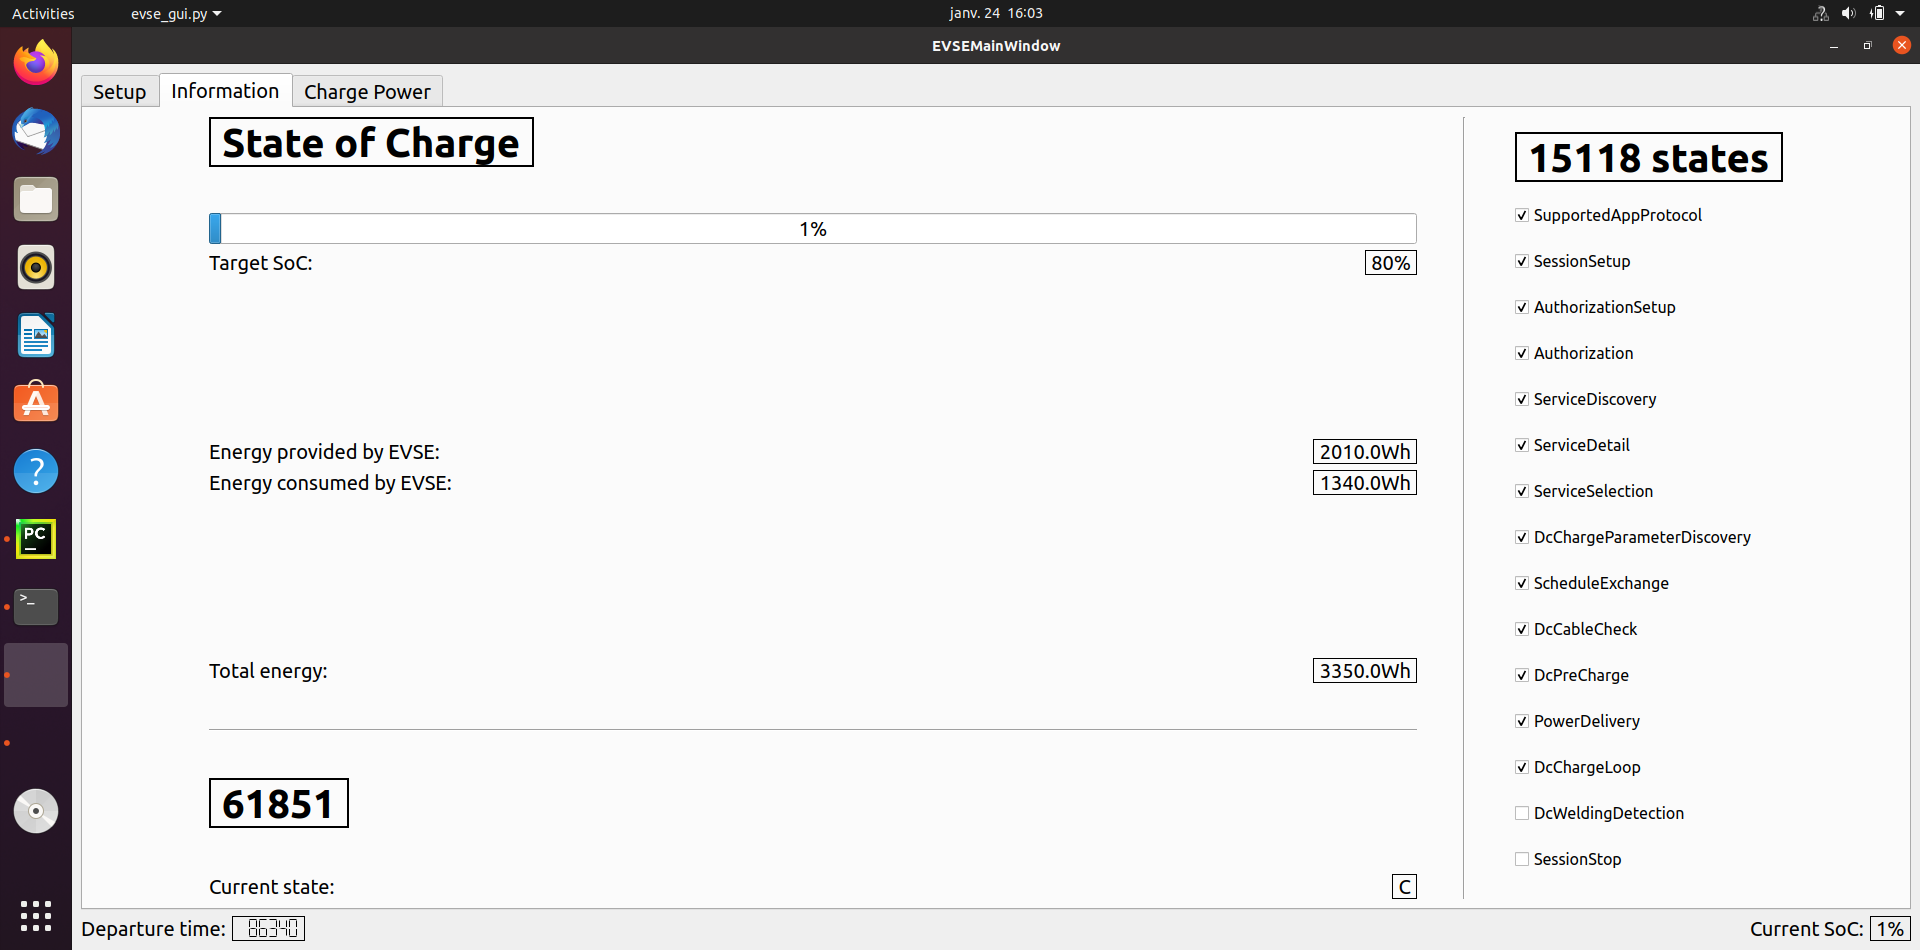 Activities
evse_gui.py
janv. 24 16:03
EVSEMainWindow
Setup
Information
Charge Power
State of Charge
1%
Target SoC:
80%
Energy provided by EVSE:
2010.0Wh
Energy consumed by EVSE:
1340.0Wh
Total energy:
3350.0Wh
61851
Current state:
C
15118 states
SupportedAppProtocol
SessionSetup
AuthorizationSetup
Authorization
ServiceDiscovery
ServiceDetail
ServiceSelection
DcChargeParameterDiscovery
ScheduleExchange
DcCableCheck
DcPreCharge
PowerDelivery
DcChargeLoop
DcWeldingDetection
SessionStop
Departure time:
86340
Current SoC:
1%
PC
>_
?